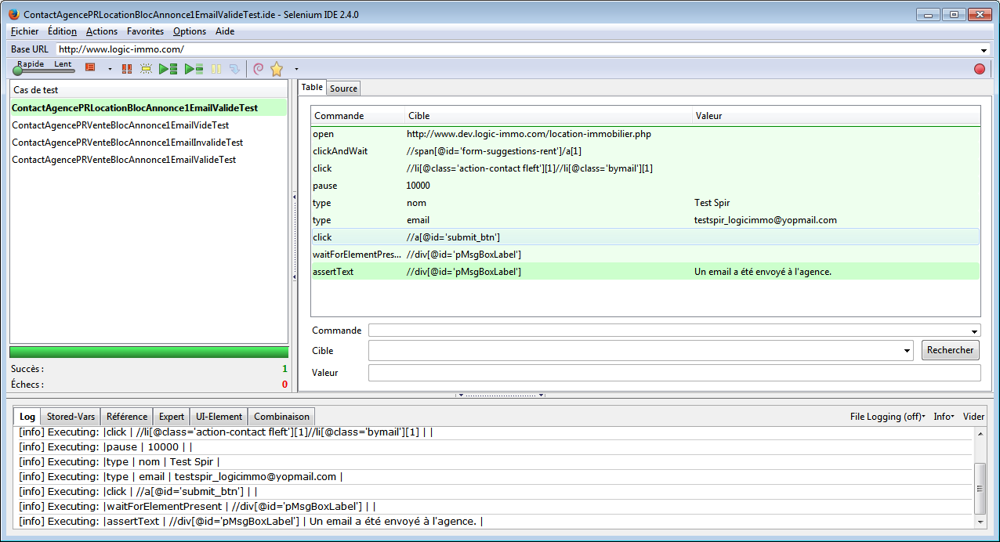 ContactAgencePRLocationBlocAnnonce1EmailValideTest.ide - Selenium IDE 2.4.0
Fichier Édition Actions Favorites Options Aide
Base URL http://www.logic-immo.com/
Rapide Lent
Cas de test
ContactAgencePRLocationBlocAnnonce1EmailValideTest
ContactAgencePRVenteBlocAnnonce1EmailVideTest
ContactAgencePRVenteBlocAnnonce1EmailInvalideTest
ContactAgencePRVenteBlocAnnonce1EmailValideTest
Succès : 1
Échecs : 0
Table Source
Commande Cible Valeur
open http://www.dev.logic-immo.com/location-immobilier.php
clickAndWait //span[@id='form-suggestions-rent']/a[1]
click //li[@class='action-contact fleft'][1]//li[@class='bymail'][1]
pause 10000
type nom Test Spir
type email testspir_logicimmo@yopmail.com
click //a[@id='submit_btn']
waitForElementPres... //div[@id='pMsgBoxLabel']
assertText //div[@id='pMsgBoxLabel'] Un email a été envoyé à l'agence.
Commande
Cible Rechercher
Valeur
Log Stored-Vars Référence Expert UI-Element Combinaison File Logging (off) Info Vider
[info] Executing: |click | //li[@class='action-contact fleft'][1]//li[@class='bymail'][1] | |
[info] Executing: |pause | 10000 | |
[info] Executing: |type | nom | Test Spir |
[info] Executing: |type | email | testspir_logicimmo@yopmail.com |
[info] Executing: |click | //a[@id='submit_btn'] | |
[info] Executing: |waitForElementPresent | //div[@id='pMsgBoxLabel'] | |
[info] Executing: |assertText | //div[@id='pMsgBoxLabel'] | Un email a été envoyé à l'agence. |